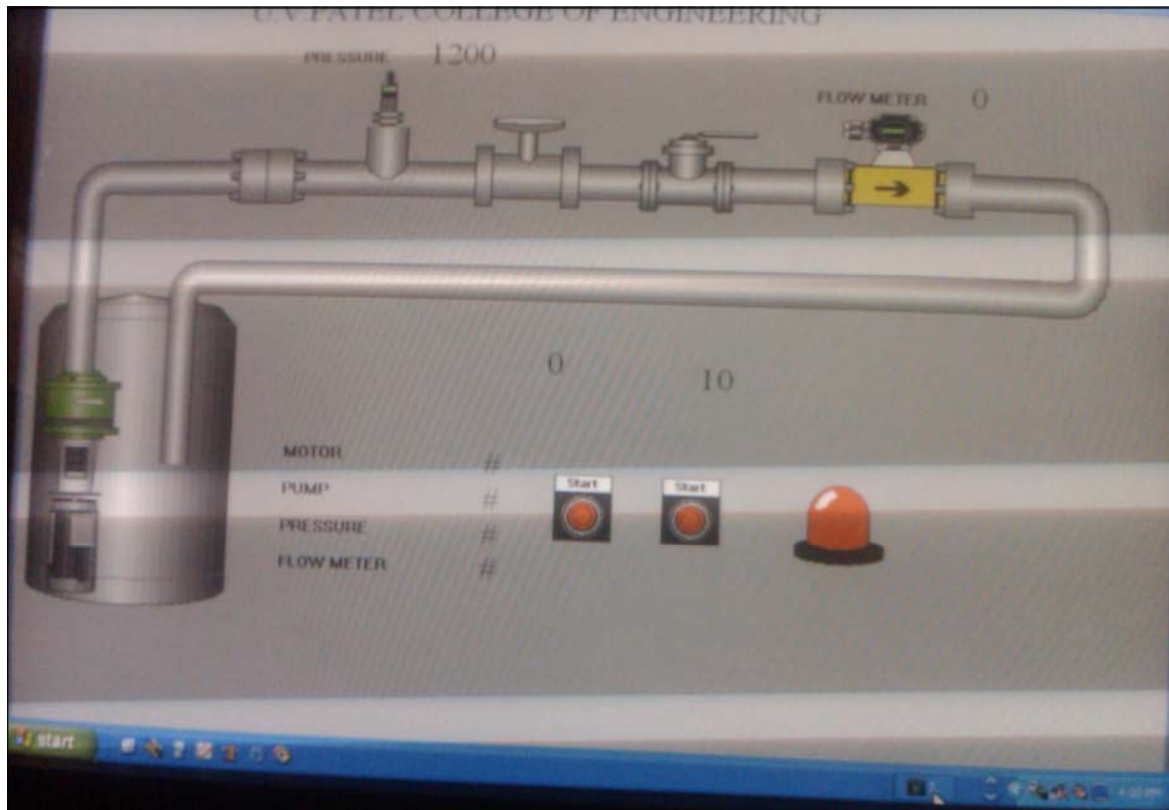 U.V.PATEL COLLEGE OF ENGINEERING
PRESSURE 1200
FLOW METER 0
0 10
MOTOR #
PUMP # Start Start
PRESSURE #
FLOW METER #
start